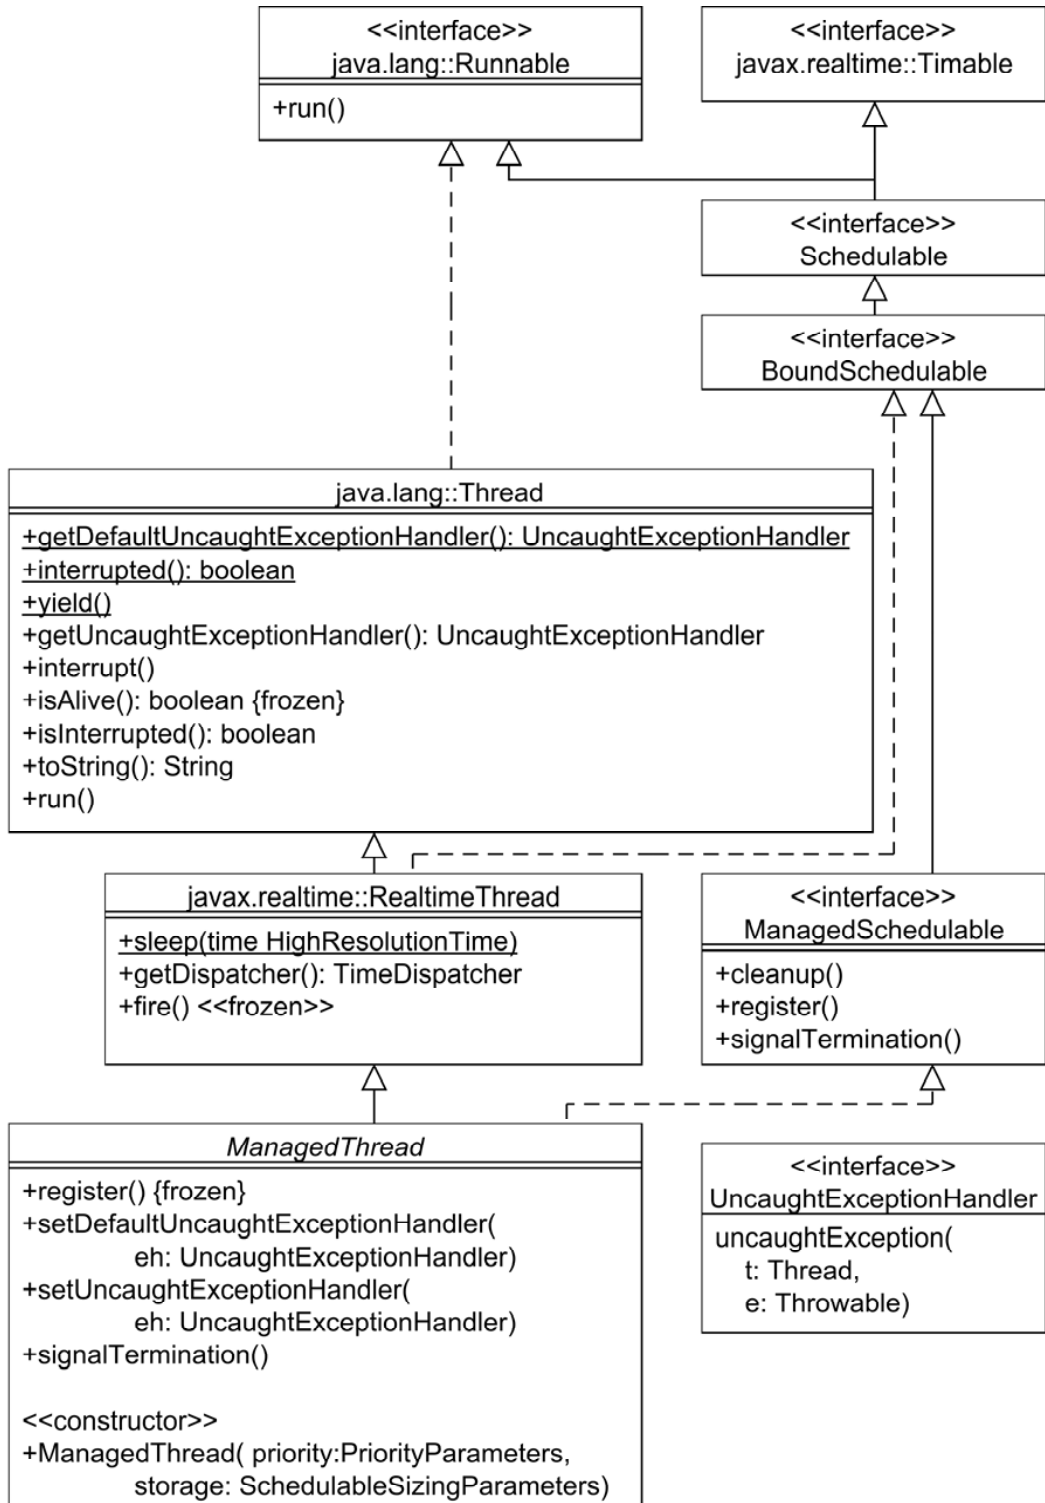 <<interface>>
java.lang::Runnable
+run()
<<interface>>
javax.realtime::Timable
<<interface>>
Schedulable
<<interface>>
BoundSchedulable
java.lang::Thread
+getDefaultUncaughtExceptionHandler(): UncaughtExceptionHandler
+interrupted(): boolean
+yield()
+getUncaughtExceptionHandler(): UncaughtExceptionHandler
+interrupt()
+isAlive(): boolean {frozen}
+isInterrupted(): boolean
+toString(): String
+run()
javax.realtime::RealtimeThread
+sleep(time HighResolutionTime)
+getDispatcher(): TimeDispatcher
+fire() <<frozen>>
<<interface>>
ManagedSchedulable
+cleanup()
+register()
+signalTermination()
ManagedThread
+register() {frozen}
+setDefaultUncaughtExceptionHandler(
eh: UncaughtExceptionHandler)
+setUncaughtExceptionHandler(
eh: UncaughtExceptionHandler)
+signalTermination()
<<constructor>>
+ManagedThread( priority:PriorityParameters,
storage: SchedulableSizingParameters)
<<interface>>
UncaughtExceptionHandler
uncaughtException(
t: Thread,
e: Throwable)